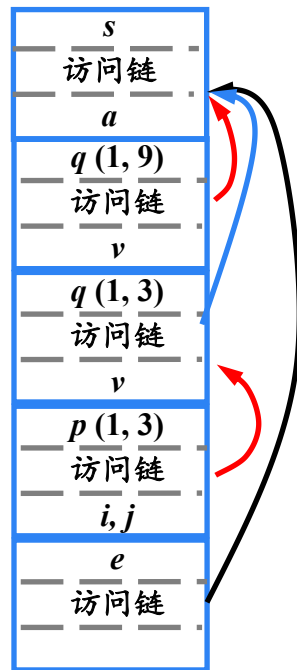 s
访问链
a
q (1, 9)
访问链
v
q (1, 3)
访问链
v
p (1, 3)
访问链
i, j
e
访问链